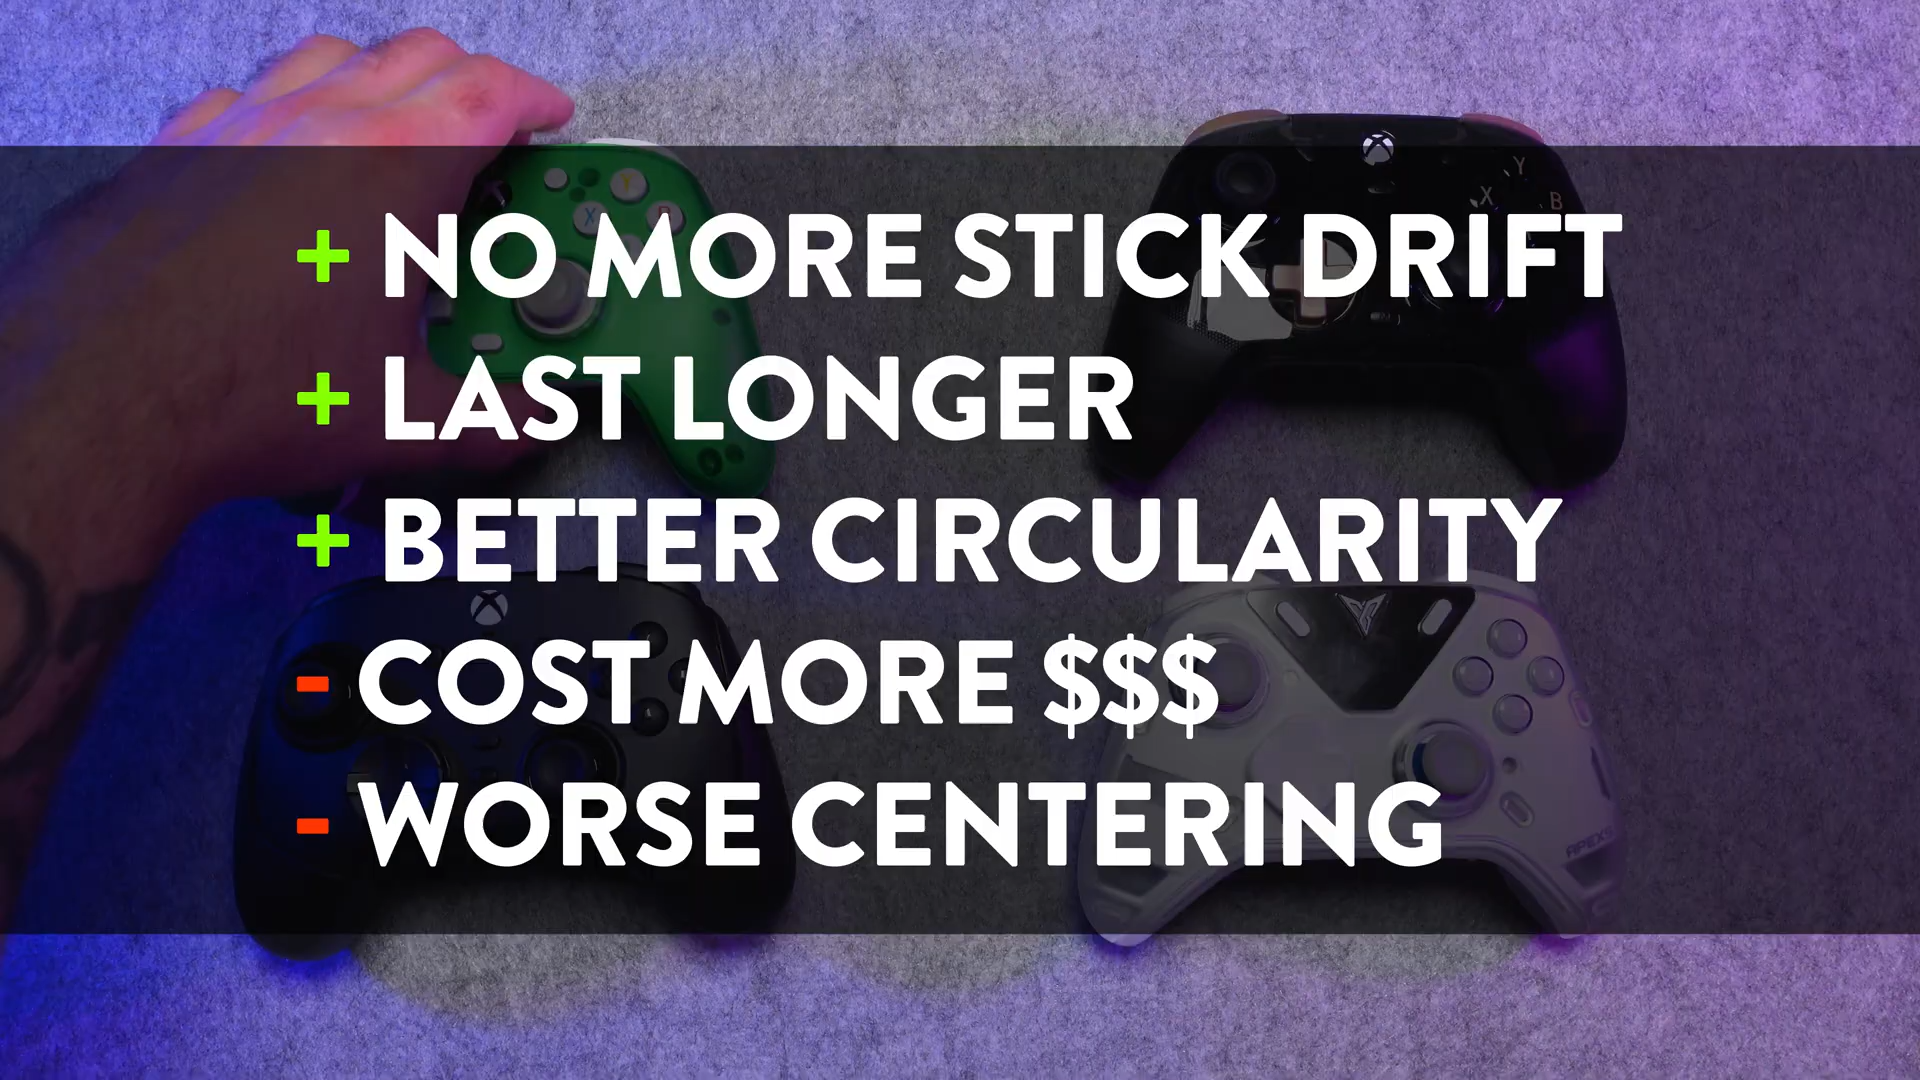 + NO MORE STICK DRIFT
+ LAST LONGER
+ BETTER CIRCULARITY
- COST MORE $$$
- WORSE CENTERING
Y
X
B
Y
X
B